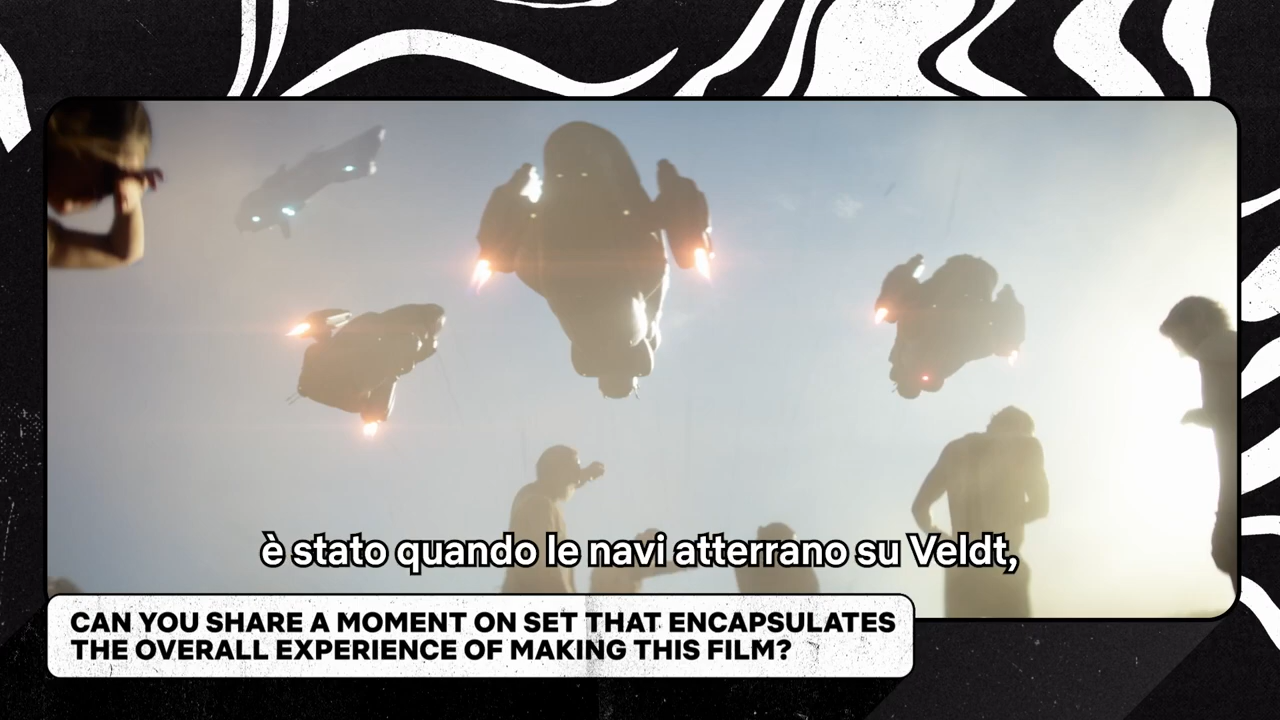 è stato quando le navi atterrano su Veldt,
CAN YOU SHARE A MOMENT ON SET THAT ENCAPSULATES
THE OVERALL EXPERIENCE OF MAKING THIS FILM?